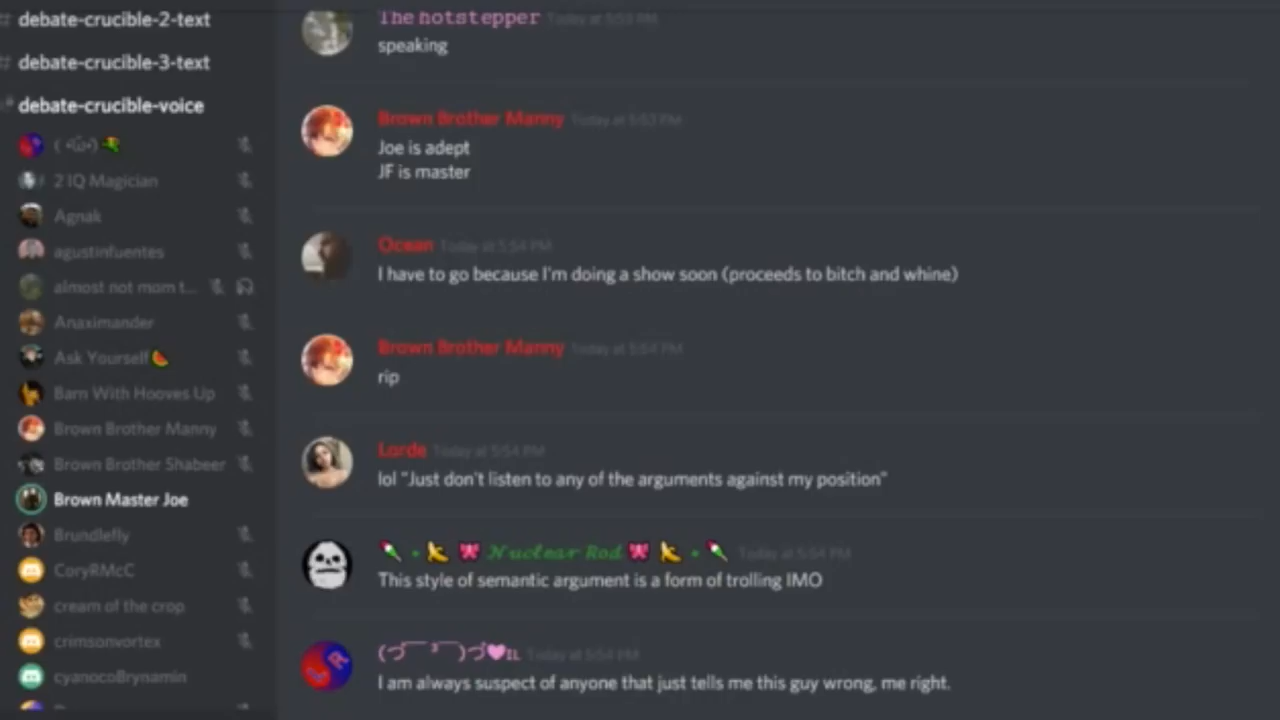 debate-crucible-2-text
debate-crucible-3-text
debate-crucible-voice
2 IQ Magician
Agnak
agustinfuentes
almost not mom t...
Anaximander
Ask Yourself🍉
Barn With Hooves Up
Brown Brother Manny
Brown Brother Shabeer
Brown Master Joe
Brundlefly
CoryRMcC
cream of the crop
crimsonvortex
cyanocoBrynamin
The hotstepper Today at 5:53 PM
speaking
Brown Brother Manny Today at 5:53 PM
Joe is adept
JF is master
Ocean Today at 5:54 PM
I have to go because I'm doing a show soon (proceeds to bitch and whine)
Brown Brother Manny Today at 5:54 PM
rip
Lorde Today at 5:54 PM
lol "Just don't listen to any of the arguments against my position"
Nuclear Rod Today at 5:54 PM
This style of semantic argument is a form of trolling IMO
(づ￣ ³￣)づ♥IL Today at 5:54 PM
I am always suspect of anyone that just tells me this guy wrong, me right.